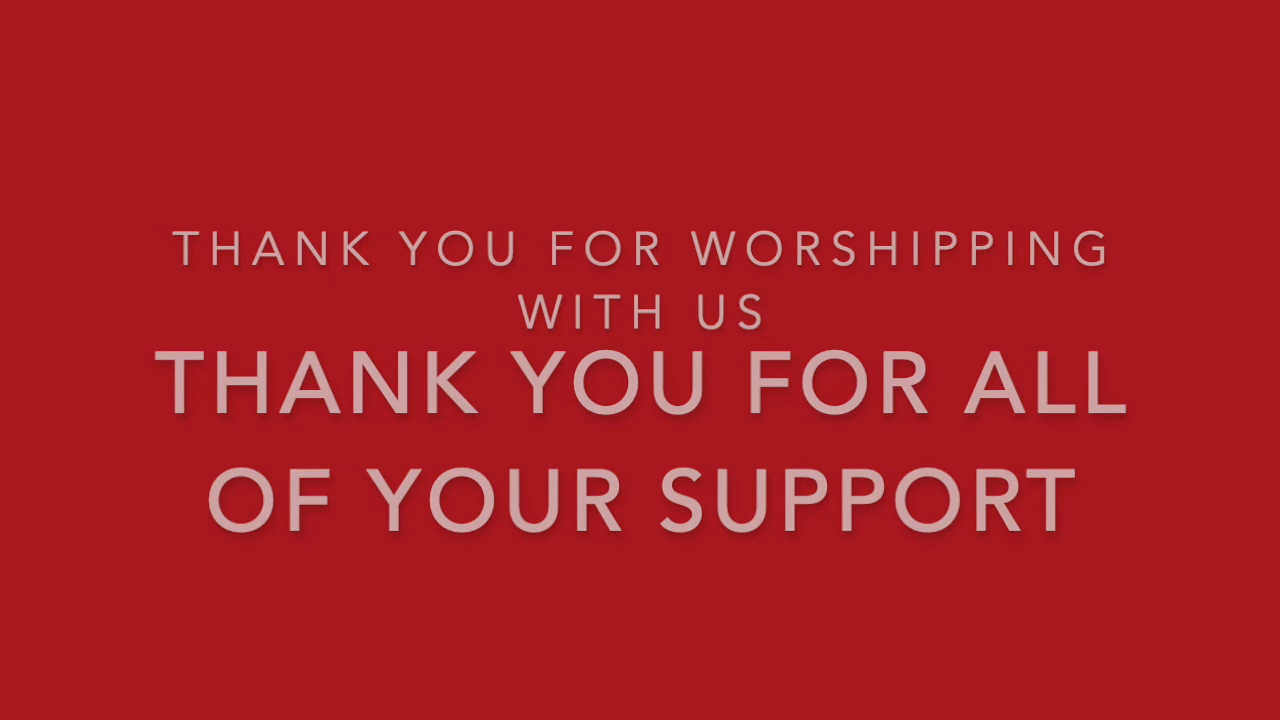 THANK YOU FOR WORSHIPPING
WITH US
THANK YOU FOR ALL
OF YOUR SUPPORT